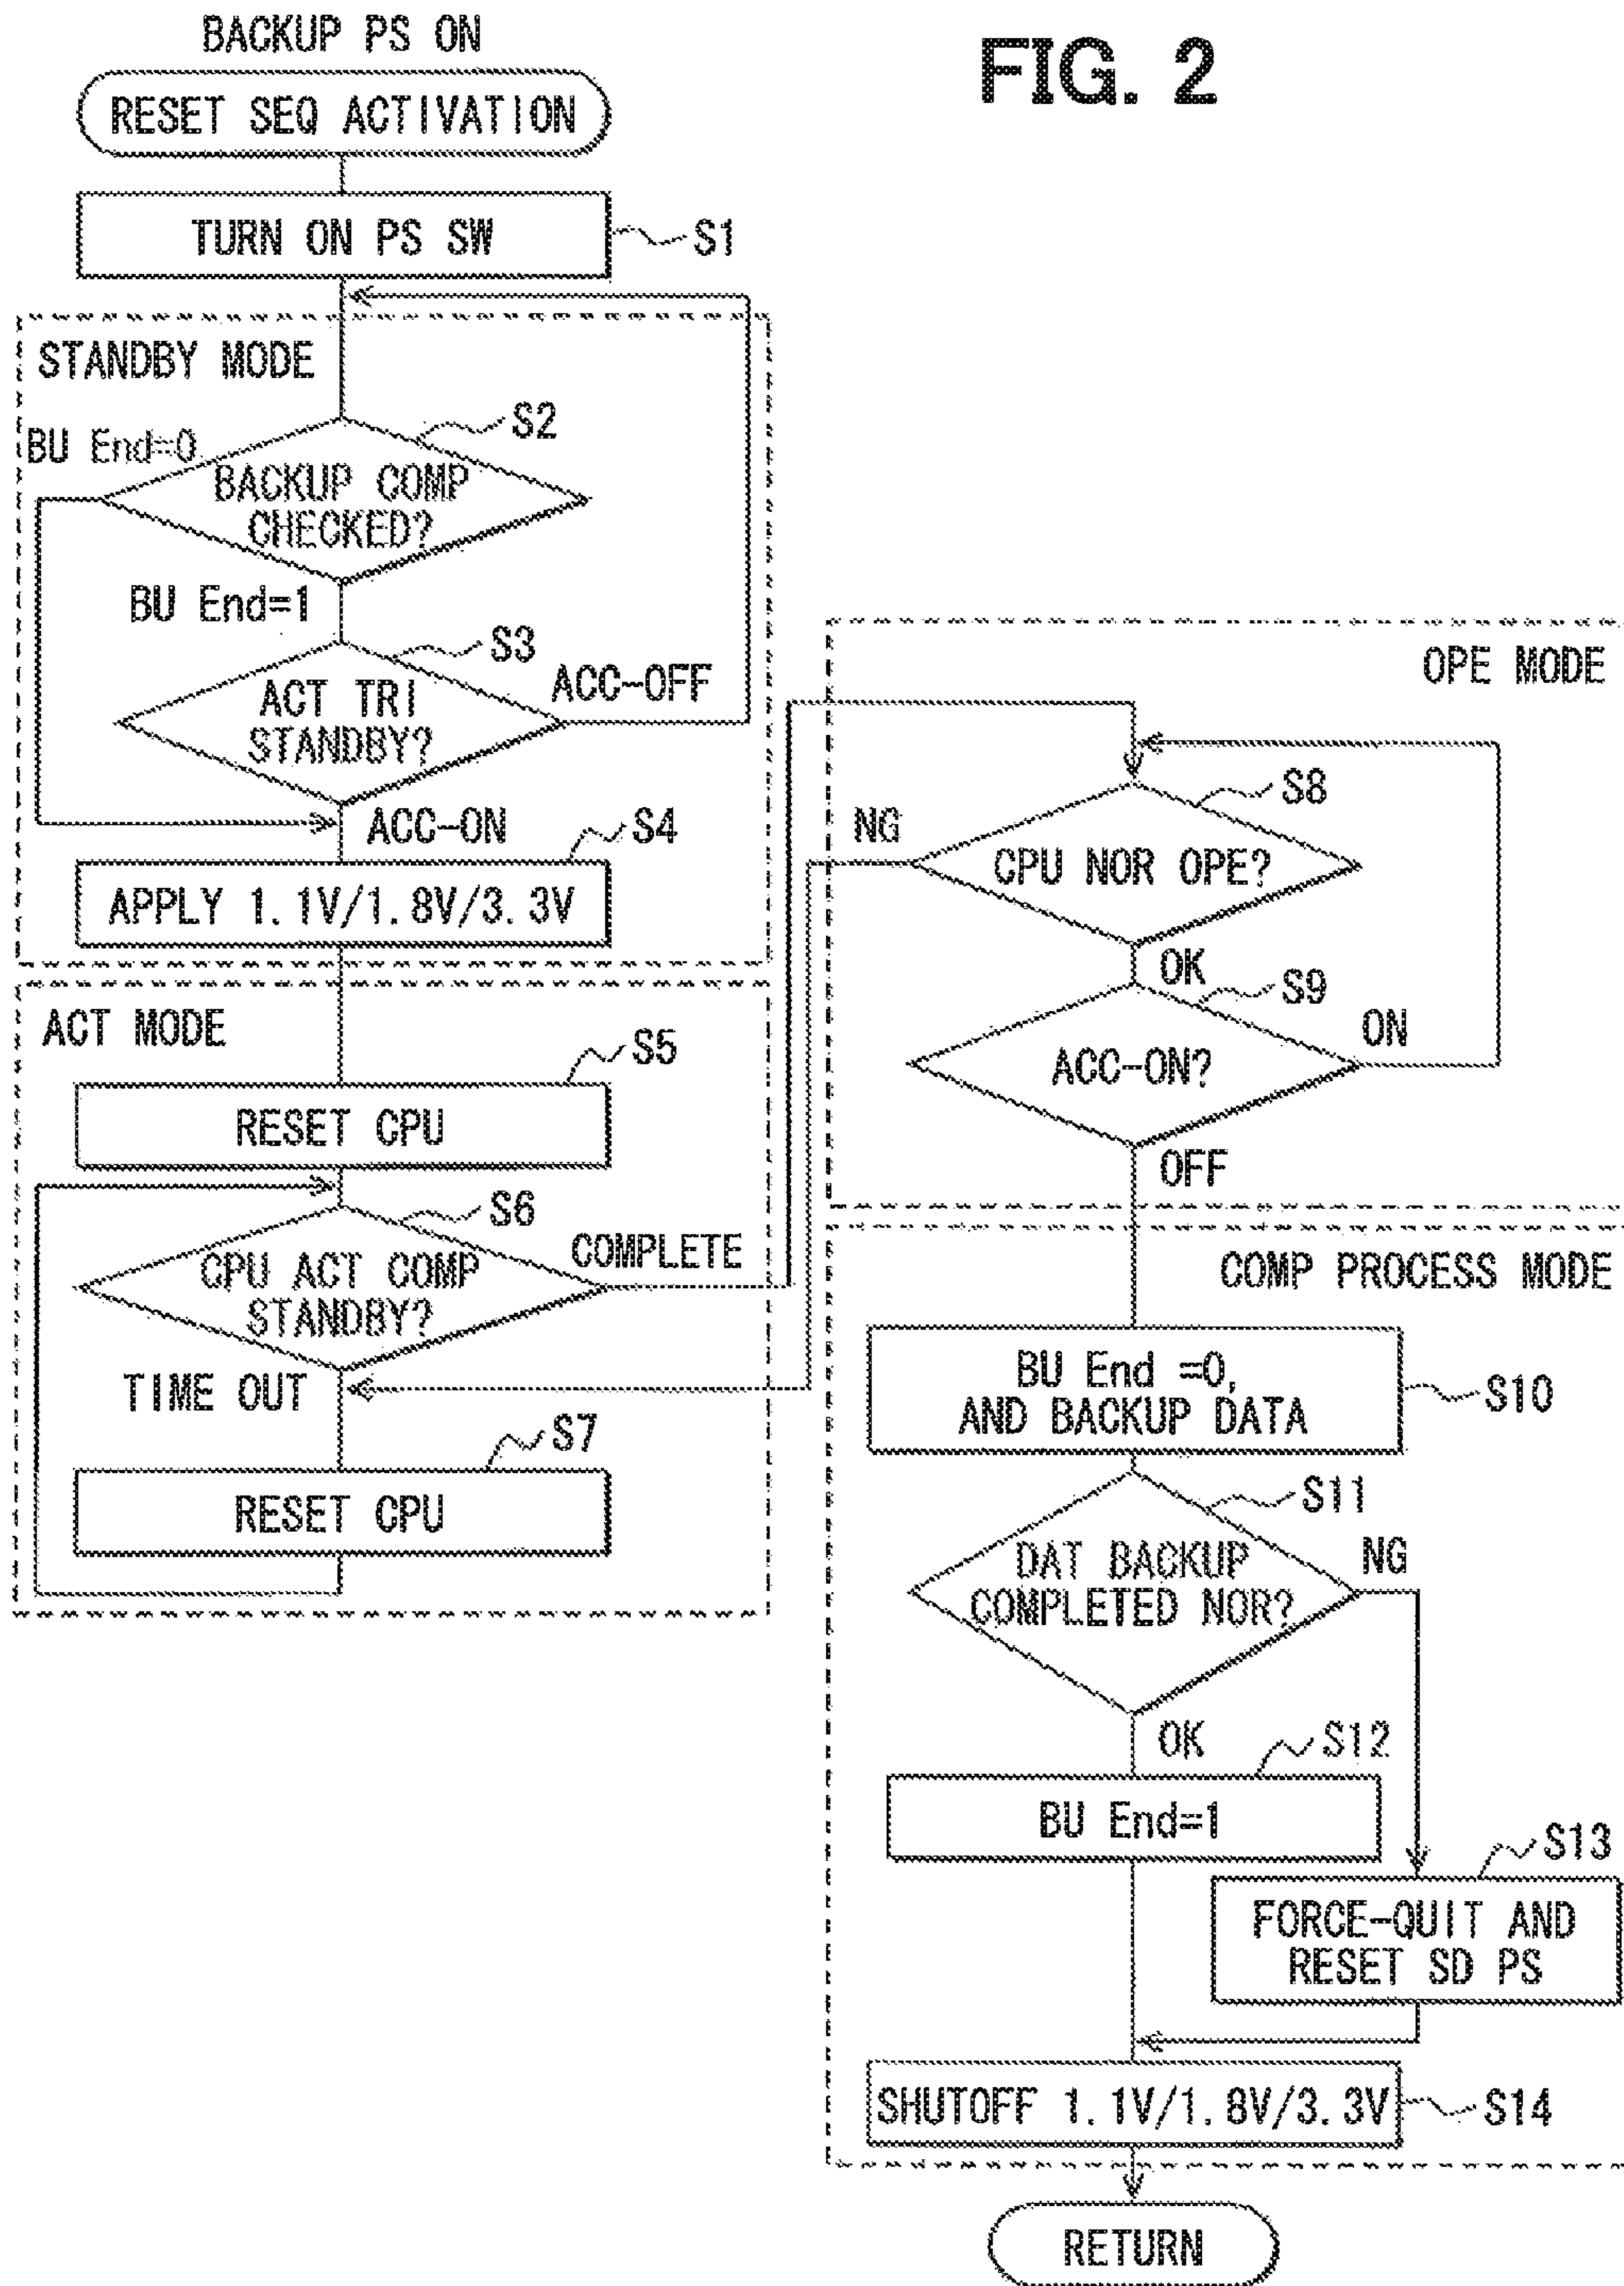 FIG. 2
BACKUP PS ON
RESET SEQ ACTIVATION
TURN ON PS SW
S1
STANDBY MODE
S2
BU End=0
BACKUP COMP
CHECKED?
BU End=1
S3
ACT TRI
STANDBY?
ACC-OFF
ACC-ON
S4
APPLY 1.1V/1.8V/3.3V
ACT MODE
S5
RESET CPU
S6
CPU ACT COMP
STANDBY?
COMPLETE
TIME OUT
S7
RESET CPU
OPE MODE
S8
NG
CPU NOR OPE?
OK
S9
ACC-ON?
ON
OFF
COMP PROCESS MODE
BU End =0,
AND BACKUP DATA
S10
S11
DAT BACKUP
COMPLETED NOR?
NG
OK
S12
BU End=1
S13
FORCE-QUIT AND
RESET SD PS
SHUTOFF 1.1V/1.8V/3.3V
S14
RETURN